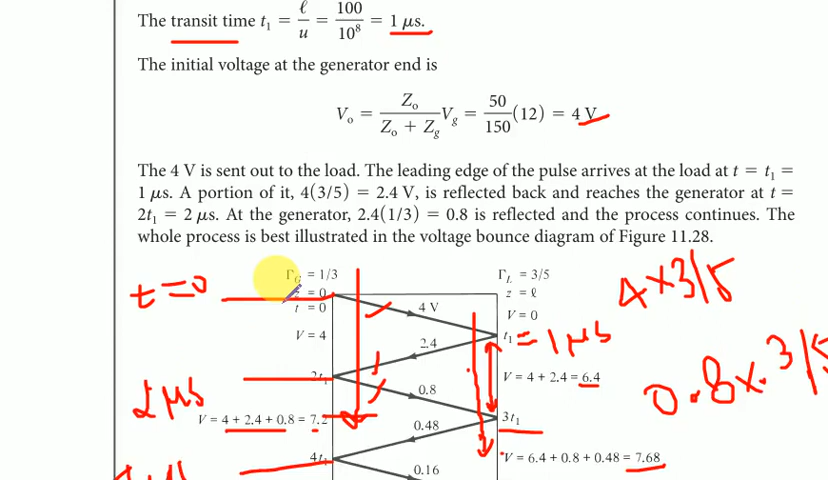 The transit time t₁ = ℓ/u = 100/10⁸ = 1 μs.
The initial voltage at the generator end is
Vₒ = Zₒ/(Zₒ + Z_g) V_g = 50/150 (12) = 4 V
The 4 V is sent out to the load. The leading edge of the pulse arrives at the load at t = t₁ =
1 μs. A portion of it, 4(3/5) = 2.4 V, is reflected back and reaches the generator at t =
2t₁ = 2 μs. At the generator, 2.4(1/3) = 0.8 is reflected and the process continues. The
whole process is best illustrated in the voltage bounce diagram of Figure 11.28.
Γ_G = 1/3 Γ_L = 3/5
t=0 z = 0 z = ℓ 4×3/5
t = 0 4 V V = 0
V = 4 2.4 t₁ = 1 μs
2t₁ V = 4 + 2.4 = 6.4
2 μs 0.8 0.8×.3/5
V = 4 + 2.4 + 0.8 = 7.2 3t₁
0.48
4t₁ V = 6.4 + 0.8 + 0.48 = 7.68
0.16